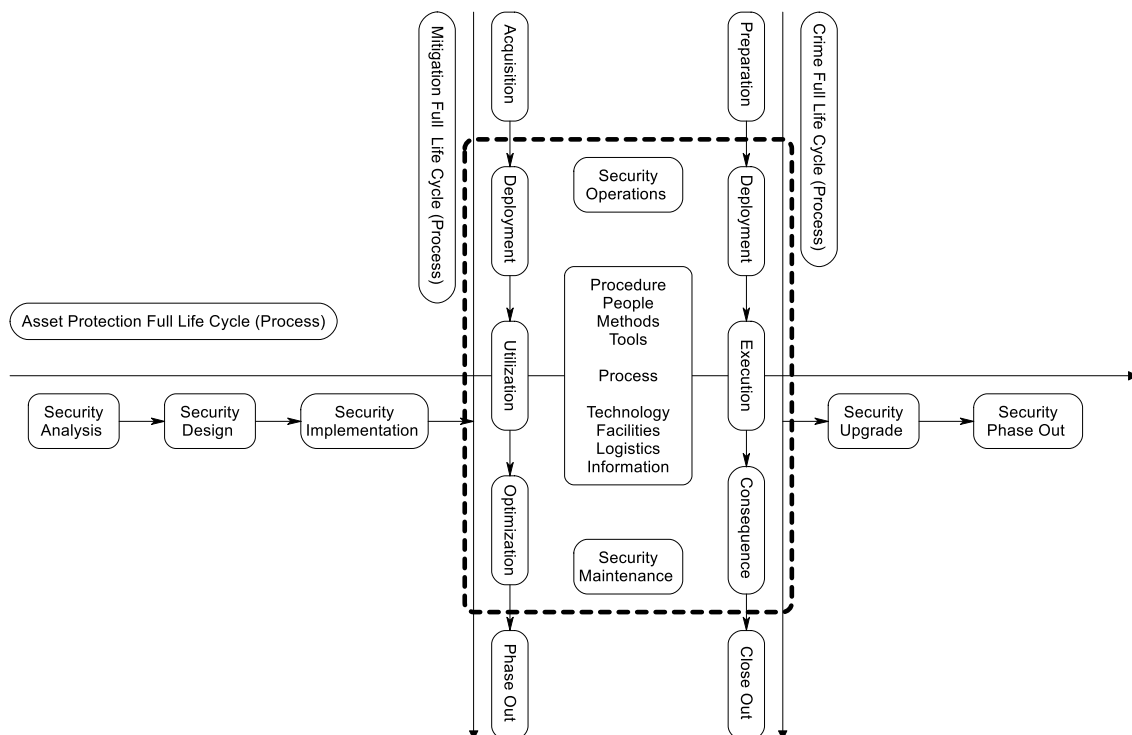 Mitigation Full Life Cycle (Process)
Acquisition
Preparation
Crime Full Life Cycle (Process)
Deployment
Security
Operations
Deployment
Asset Protection Full Life Cycle (Process)
Utilization
Procedure
People
Methods
Tools
Process
Technology
Facilities
Logistics
Information
Execution
Security
Analysis
Security
Design
Security
Implementation
Security
Upgrade
Security
Phase Out
Optimization
Security
Maintenance
Consequence
Phase Out
Close Out